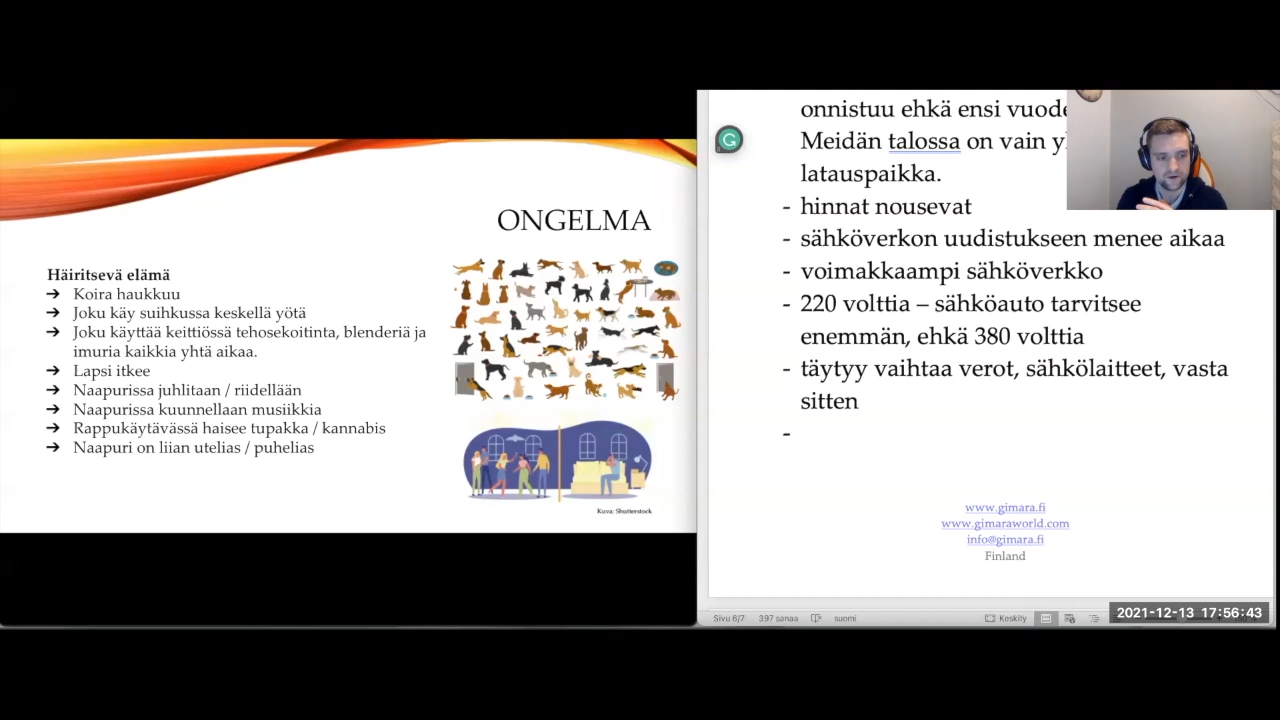 ONGELMA
Häiritsevä elämä
➔ Koira haukkuu
➔ Joku käy suihkussa keskellä yötä
➔ Joku käyttää keittiössä tehosekoitinta, blenderiä ja
imuria kaikkia yhtä aikaa.
➔ Lapsi itkee
➔ Naapurissa juhlitaan / riidellään
➔ Naapurissa kuunnellaan musiikkia
➔ Rappukäytävässä haisee tupakka / kannabis
➔ Naapuri on liian utelias / puhelias
Kuva: Shutterstock
onnistuu ehkä ensi
Meidän talossa on vain
latauspaikka.
- hinnat nousevat
- sähköverkon uudistukseen menee aikaa
- voimakkaampi sähköverkko
- 220 volttia – sähköauto tarvitsee
enemmän, ehkä 380 volttia
- täytyy vaihtaa verot, sähkölaitteet, vasta
sitten
-
www.gimara.fi
www.gimaraworld.com
info@gimara.fi
Finland
Sivu 6/7 397 sanaa suomi Keskity
2021-12-13 17:56:43